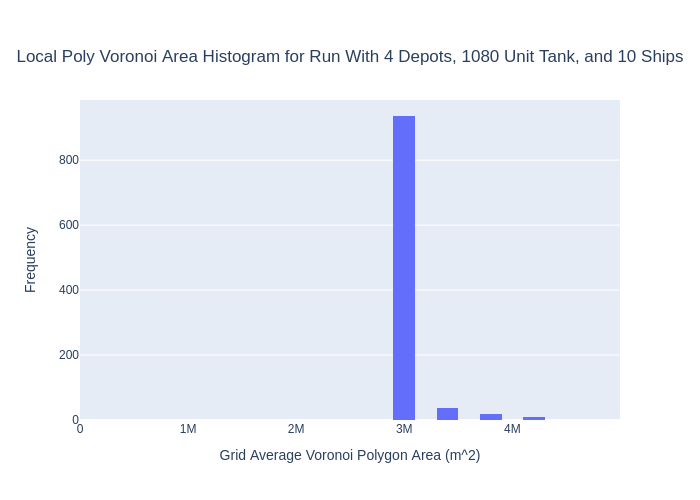 Local Poly Voronoi Area Histogram for Run With 4 Depots, 1080 Unit Tank, and 10 Ships
800
600
400
200
0
Frequency
0 1M 2M 3M 4M
Grid Average Voronoi Polygon Area (m^2)